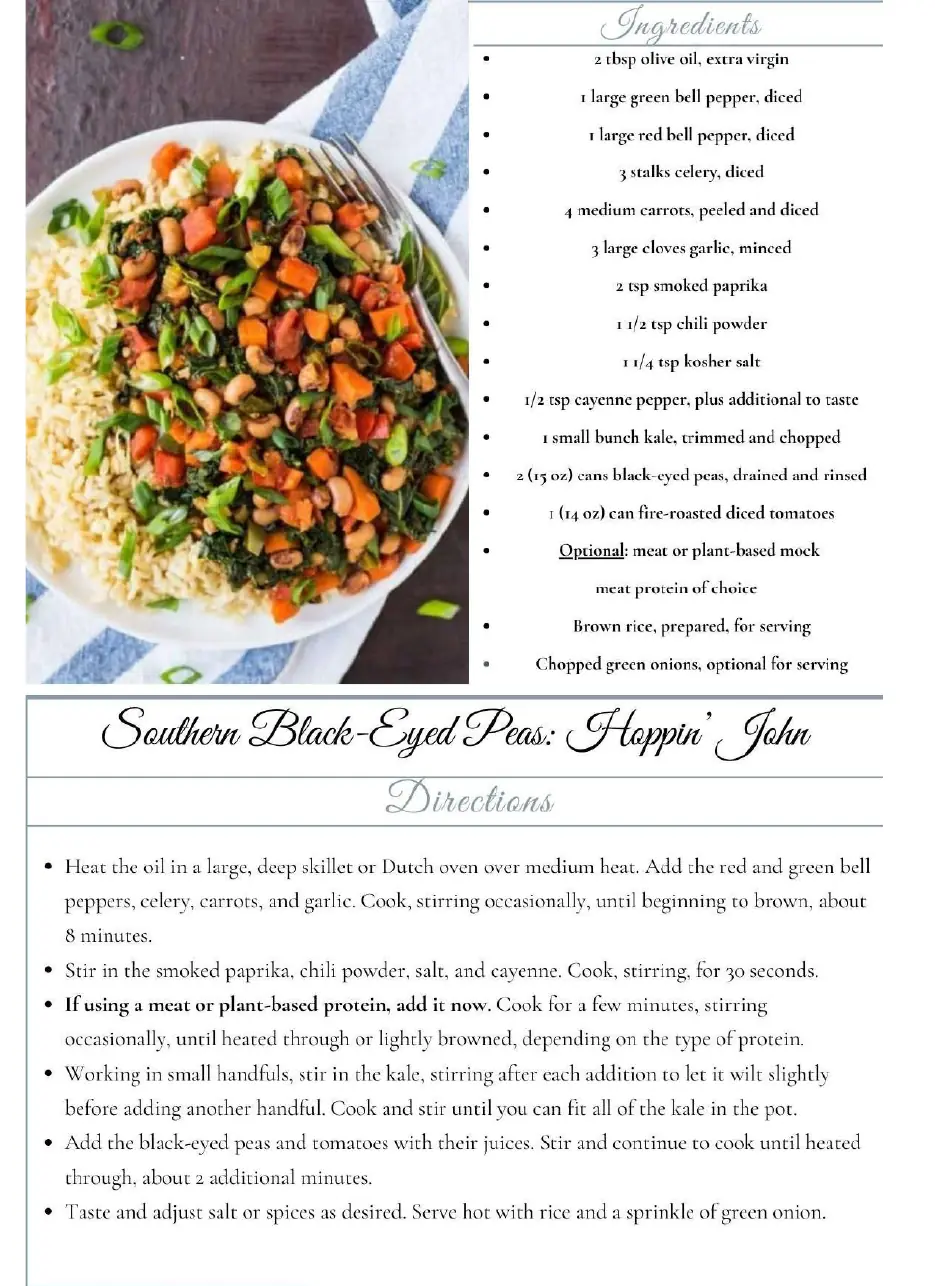 Ingredients
• 2 tbsp olive oil, extra virgin
• 1 large green bell pepper, diced
• 1 large red bell pepper, diced
• 3 stalks celery, diced
• 4 medium carrots, peeled and diced
• 3 large cloves garlic, minced
• 2 tsp smoked paprika
• 1 1/2 tsp chili powder
• 1 1/4 tsp kosher salt
• 1/2 tsp cayenne pepper, plus additional to taste
• 1 small bunch kale, trimmed and chopped
• 2 (15 oz) cans black-eyed peas, drained and rinsed
• 1 (14 oz) can fire-roasted diced tomatoes
• Optional: meat or plant-based mock
meat protein of choice
• Brown rice, prepared, for serving
• Chopped green onions, optional for serving
Southern Black-Eyed Peas: Hoppin' John
Directions
• Heat the oil in a large, deep skillet or Dutch oven over medium heat. Add the red and green bell
peppers, celery, carrots, and garlic. Cook, stirring occasionally, until beginning to brown, about
8 minutes.
• Stir in the smoked paprika, chili powder, salt, and cayenne. Cook, stirring, for 30 seconds.
• If using a meat or plant-based protein, add it now. Cook for a few minutes, stirring
occasionally, until heated through or lightly browned, depending on the type of protein.
• Working in small handfuls, stir in the kale, stirring after each addition to let it wilt slightly
before adding another handful. Cook and stir until you can fit all of the kale in the pot.
• Add the black-eyed peas and tomatoes with their juices. Stir and continue to cook until heated
through, about 2 additional minutes.
• Taste and adjust salt or spices as desired. Serve hot with rice and a sprinkle of green onion.